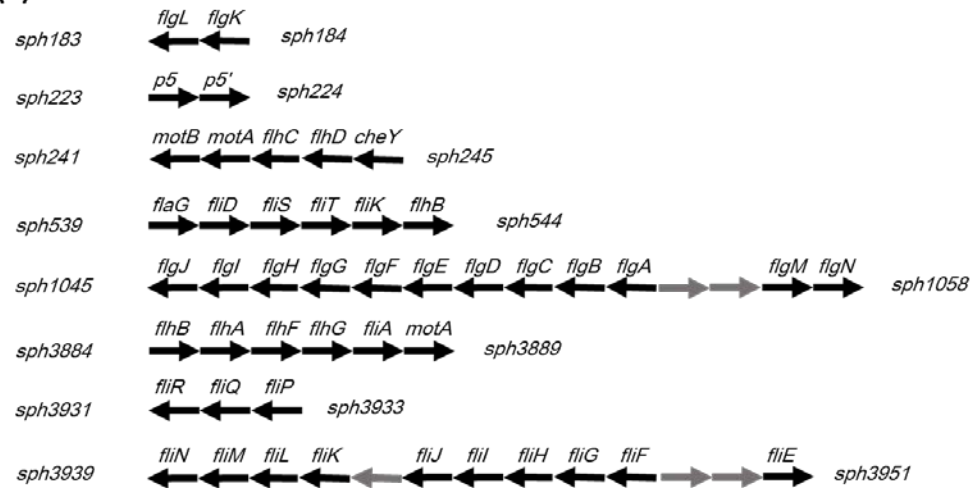 flgL flgK
sph183 sph184
p5 p5'
sph223 sph224
motB motA flhC flhD cheY
sph241 sph245
flaG fliD fliS fliT fliK flhB
sph539 sph544
flgJ flgI flgH flgG flgF flgE flgD flgC flgB flgA flgM flgN
sph1045 sph1058
flhB flhA flhF flhG fliA motA
sph3884 sph3889
fliR fliQ fliP
sph3931 sph3933
fliN fliM fliL fliK fliJ fliI fliH fliG fliF fliE
sph3939 sph3951